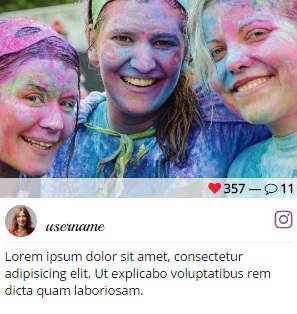 357 — 11
username
Lorem ipsum dolor sit amet, consectetur
adipisicing elit. Ut explicabo voluptatibus rem
dicta quam laboriosam.